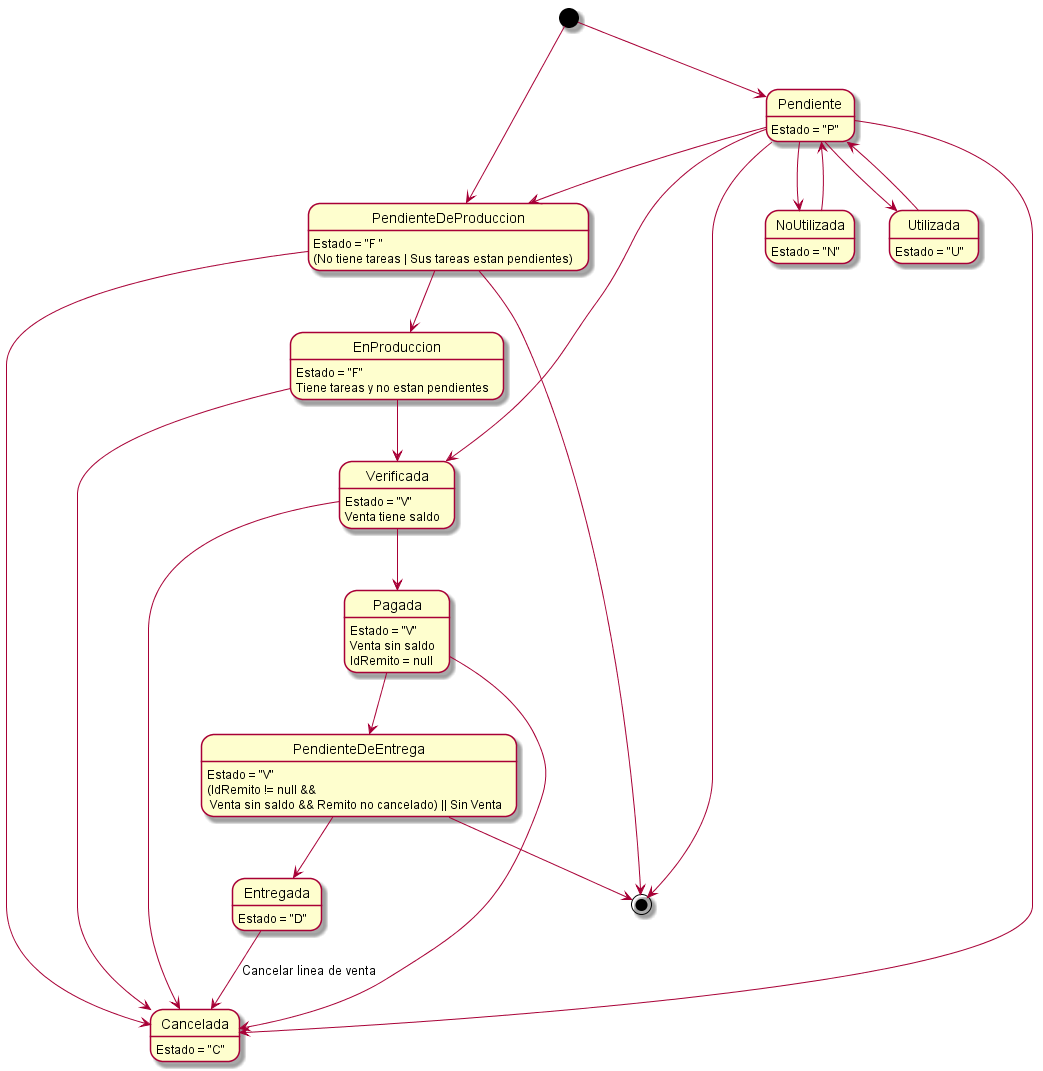 Pendiente
Estado = "P"
PendienteDeProduccion
Estado = "F "
(No tiene tareas | Sus tareas estan pendientes)
NoUtilizada
Estado = "N"
Utilizada
Estado = "U"
EnProduccion
Estado = "F"
Tiene tareas y no estan pendientes
Verificada
Estado = "V"
Venta tiene saldo
Pagada
Estado = "V"
Venta sin saldo
IdRemito = null
PendienteDeEntrega
Estado = "V"
(IdRemito != null &&
Venta sin saldo && Remito no cancelado) || Sin Venta
Entregada
Estado = "D"
Cancelar linea de venta
Cancelada
Estado = "C"